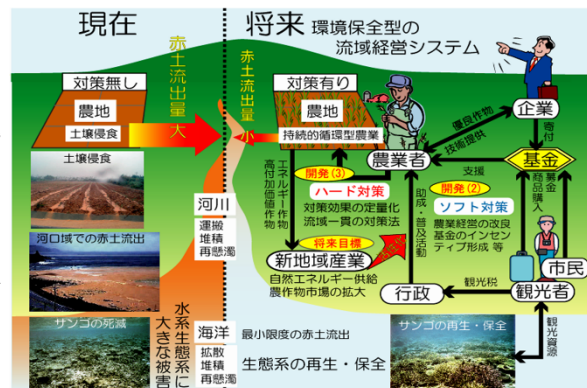 現在
将来 環境保全型の
流域経営システム
対策無し
農地
土壌侵食
赤土流出量 大
赤土流出量 小
対策有り
農地
持続的循環型農業
農業者
優良作物
技術提供
企業
寄付
基金
支援
募金
商品購入
土壌侵食
河口域での赤土流出
サンゴの死滅
水系生態系に
大きな被害
河川
運搬
堆積
再懸濁
海洋
拡散
堆積
再懸濁
エネルギー作物
高付加価値作物
開発(3)
ハード対策
対策効果の定量化
流域一貫の対策法
将来目標
新地域産業
自然エネルギー供給
農作物市場の拡大
助成・普及活動
開発(2)
ソフト対策
農業経営の改良
基金のインセン
ティブ形成 等
行政
観光税
観光者
市民
観光資源
最小限度の赤土流出
生態系の再生・保全
サンゴの再生・保全